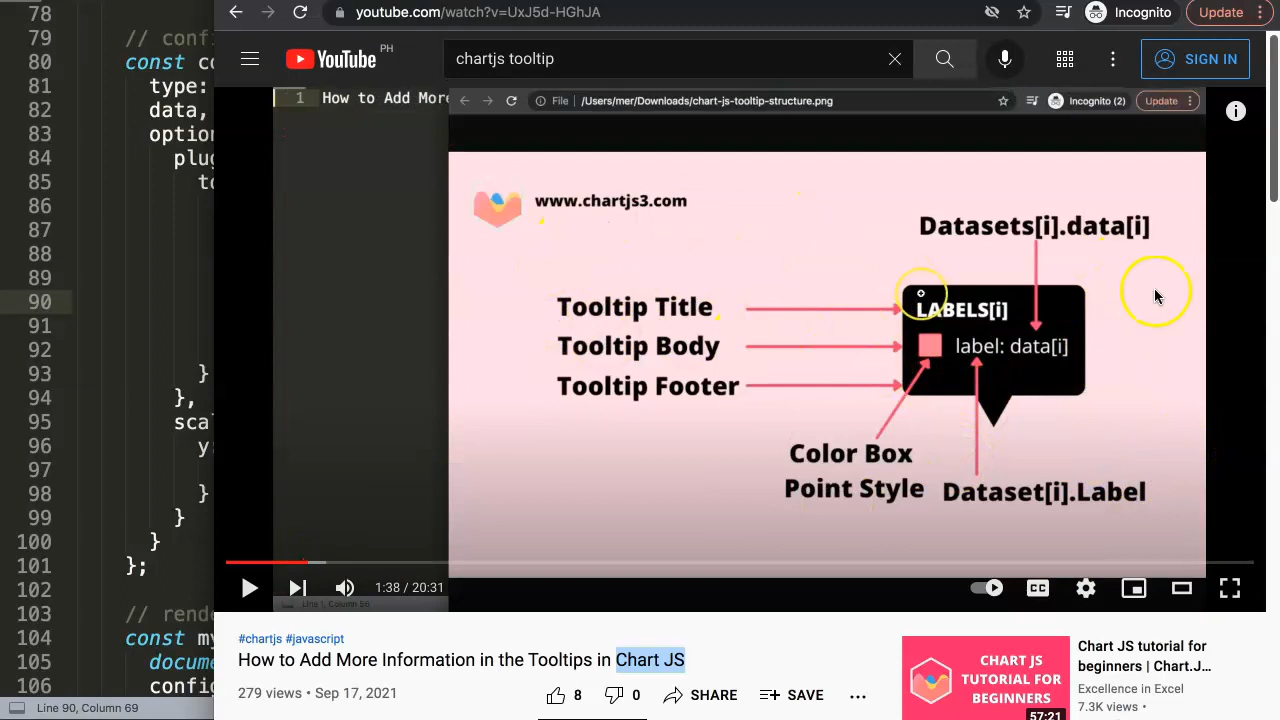 youtube.com/watch?v=UxJ5d-HGhJA
Incognito
Update
YouTube PH
chartjs tooltip
SIGN IN
1 How to Add More
File /Users/mer/Downloads/chart-js-tooltip-structure.png
Incognito (2)
Update
www.chartjs3.com
Datasets[i].data[i]
Tooltip Title
LABELS[i]
Tooltip Body
label: data[i]
Tooltip Footer
Color Box
Point Style
Dataset[i].Label
1:38 / 20:31
CC
#chartjs #javascript
How to Add More Information in the Tooltips in Chart JS
279 views • Sep 17, 2021
8
0
SHARE
SAVE
CHART JS
TUTORIAL FOR
BEGINNERS
57:21
Chart JS tutorial for
beginners | Chart.J...
Excellence in Excel
7.3K views •
78
79 // conf
80 const co
81 type:
82 data,
83 option
84 plug
85 to
86
87
88
89
90
91
92
93 }
94 },
95 scal
96 y:
97
98 }
99 }
100 }
101 };
102
103 // rend
104 const my
105 docume
106 config
Line 90, Column 69